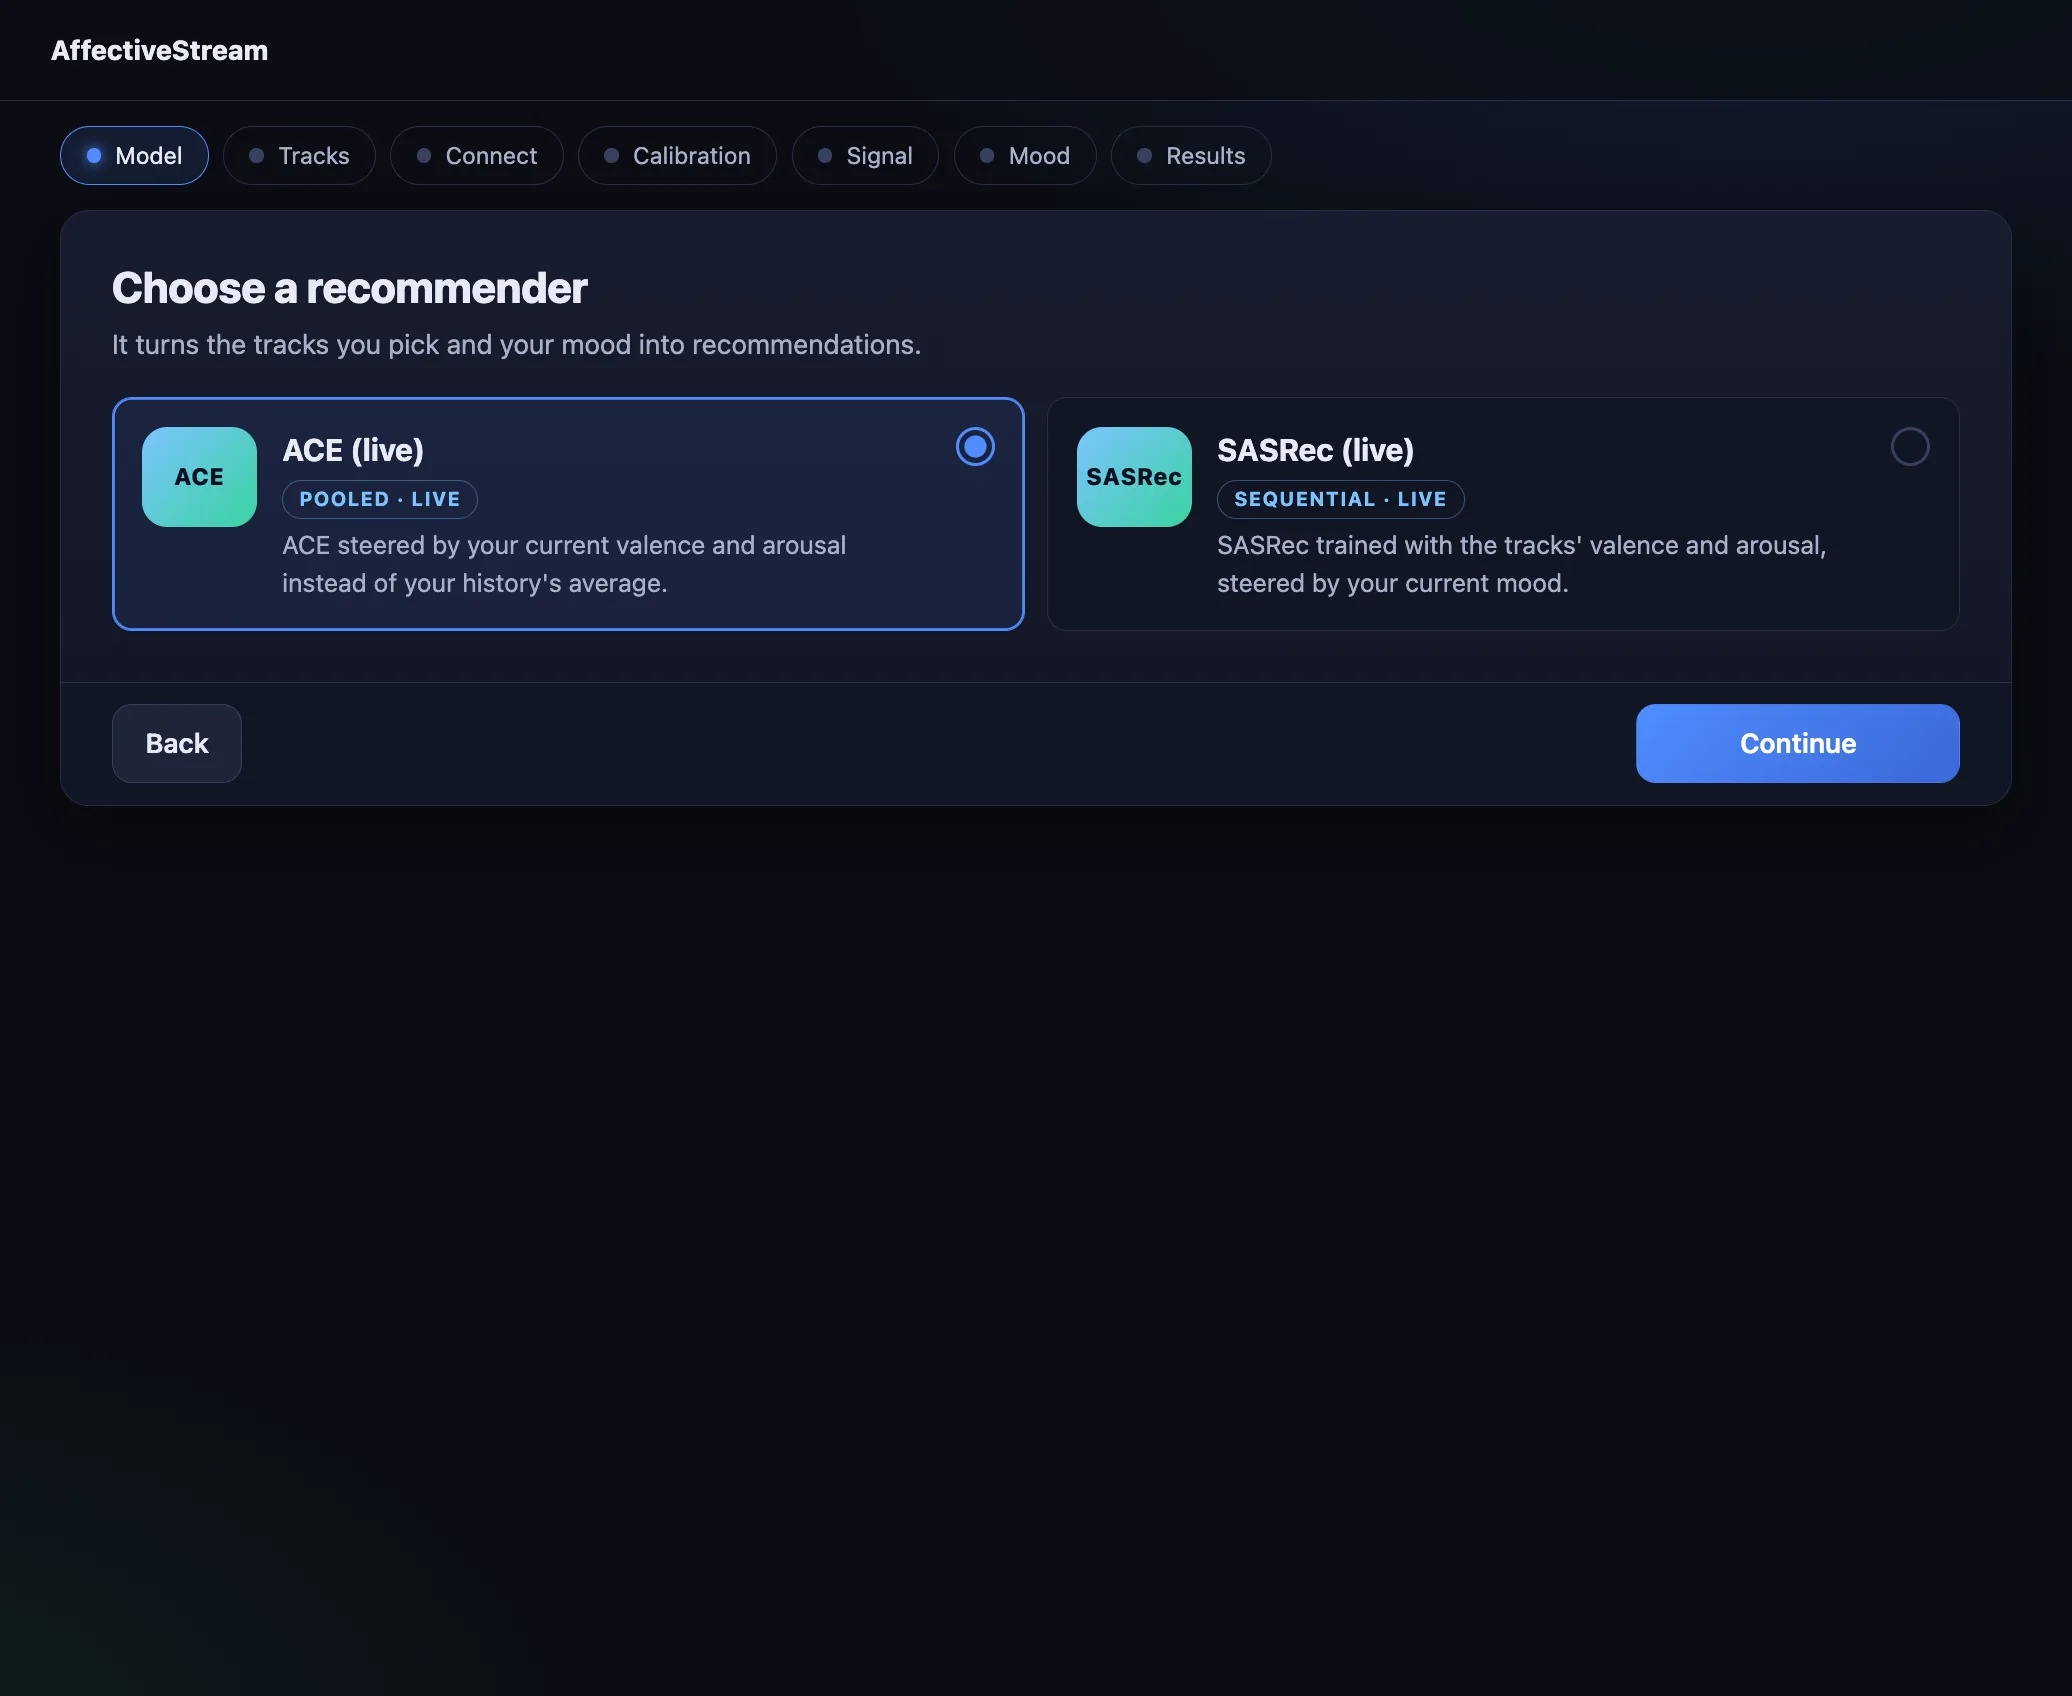 AffectiveStream
Model
Tracks
Connect
Calibration
Signal
Mood
Results
Choose a recommender
It turns the tracks you pick and your mood into recommendations.
ACE
ACE (live)
POOLED · LIVE
ACE steered by your current valence and arousal
instead of your history's average.
SASRec
SASRec (live)
SEQUENTIAL · LIVE
SASRec trained with the tracks' valence and arousal,
steered by your current mood.
Back
Continue